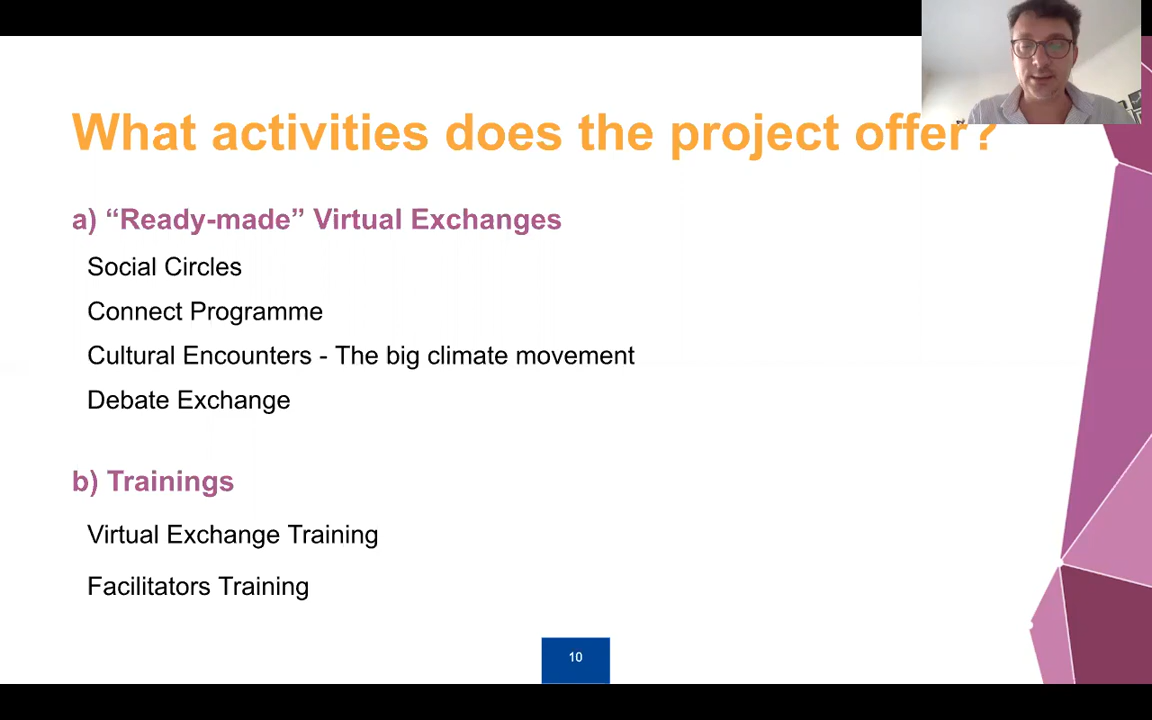 What activities does the project offer?
a) “Ready-made” Virtual Exchanges
Social Circles
Connect Programme
Cultural Encounters - The big climate movement
Debate Exchange
b) Trainings
Virtual Exchange Training
Facilitators Training
10